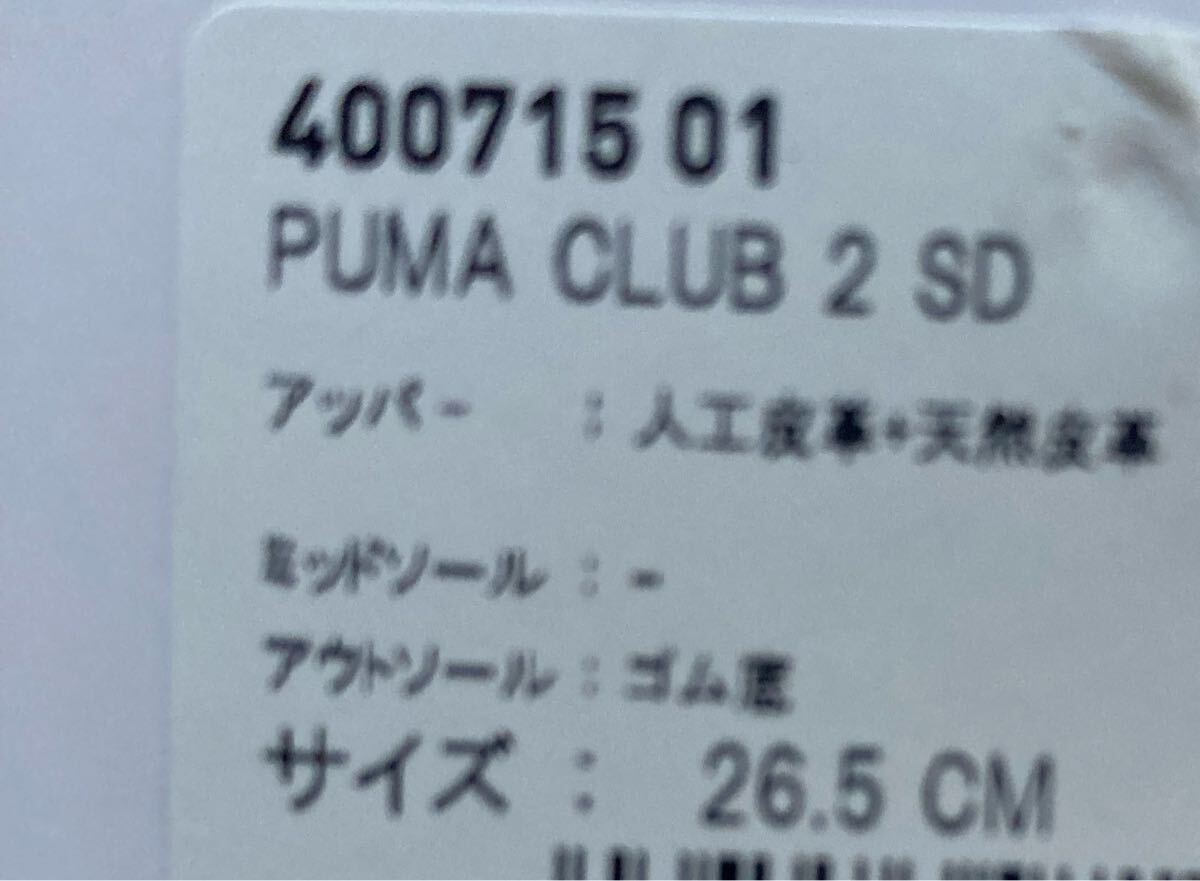 400715 01
PUMA CLUB 2 SD
アッパー : 人工皮革+天然皮革
ミッドソール : -
アウトソール : ゴム底
サイズ : 26.5 CM